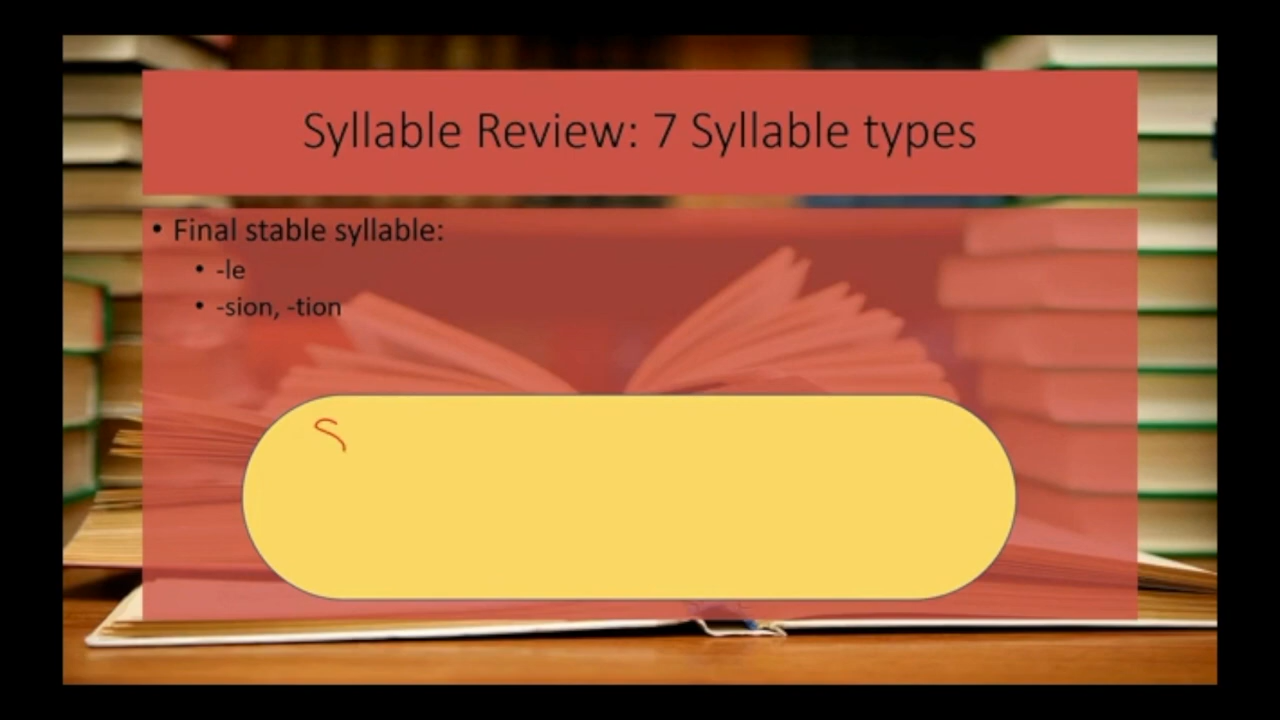 Syllable Review: 7 Syllable types
• Final stable syllable:
• -le
• -sion, -tion
S